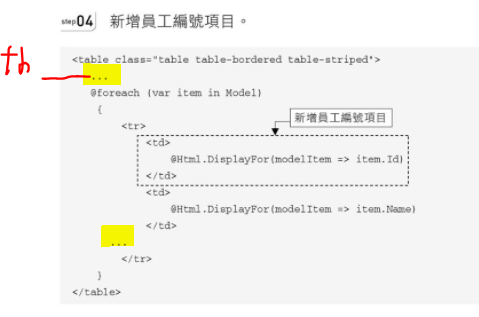 step04 新增員工編號項目。
<table class="table table-bordered table-striped">
th
...
@foreach (var item in Model)
{
新增員工編號項目
<tr>
<td>
@Html.DisplayFor(modelItem => item.Id)
</td>
<td>
@Html.DisplayFor(modelItem => item.Name)
</td>
...
</tr>
}
</table>